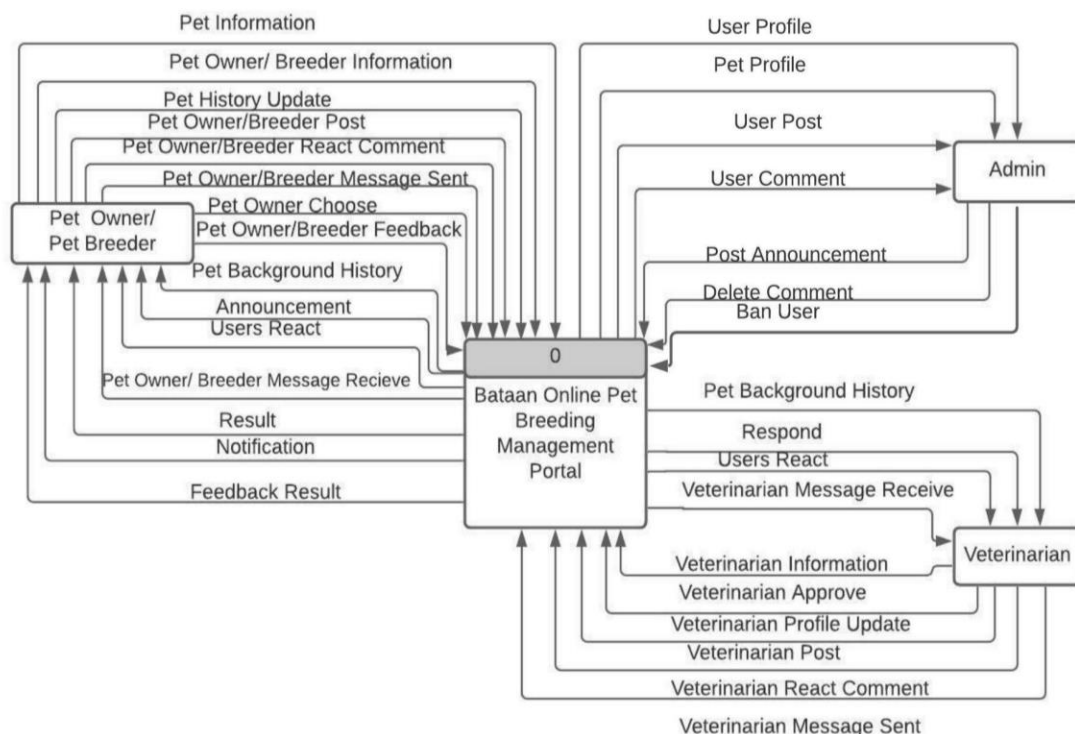 Pet Information
Pet Owner/ Breeder Information
Pet History Update
Pet Owner/Breeder Post
Pet Owner/Breeder React Comment
Pet Owner/Breeder Message Sent
Pet Owner Choose
Pet Owner/Breeder Feedback
Pet Owner/
Pet Breeder
Pet Background History
Announcement
Users React
Pet Owner/ Breeder Message Recieve
Result
Notification
Feedback Result
0
Bataan Online Pet
Breeding
Management
Portal
User Profile
Pet Profile
User Post
User Comment
Admin
Post Announcement
Delete Comment
Ban User
Pet Background History
Respond
Users React
Veterinarian Message Receive
Veterinarian
Veterinarian Information
Veterinarian Approve
Veterinarian Profile Update
Veterinarian Post
Veterinarian React Comment
Veterinarian Message Sent